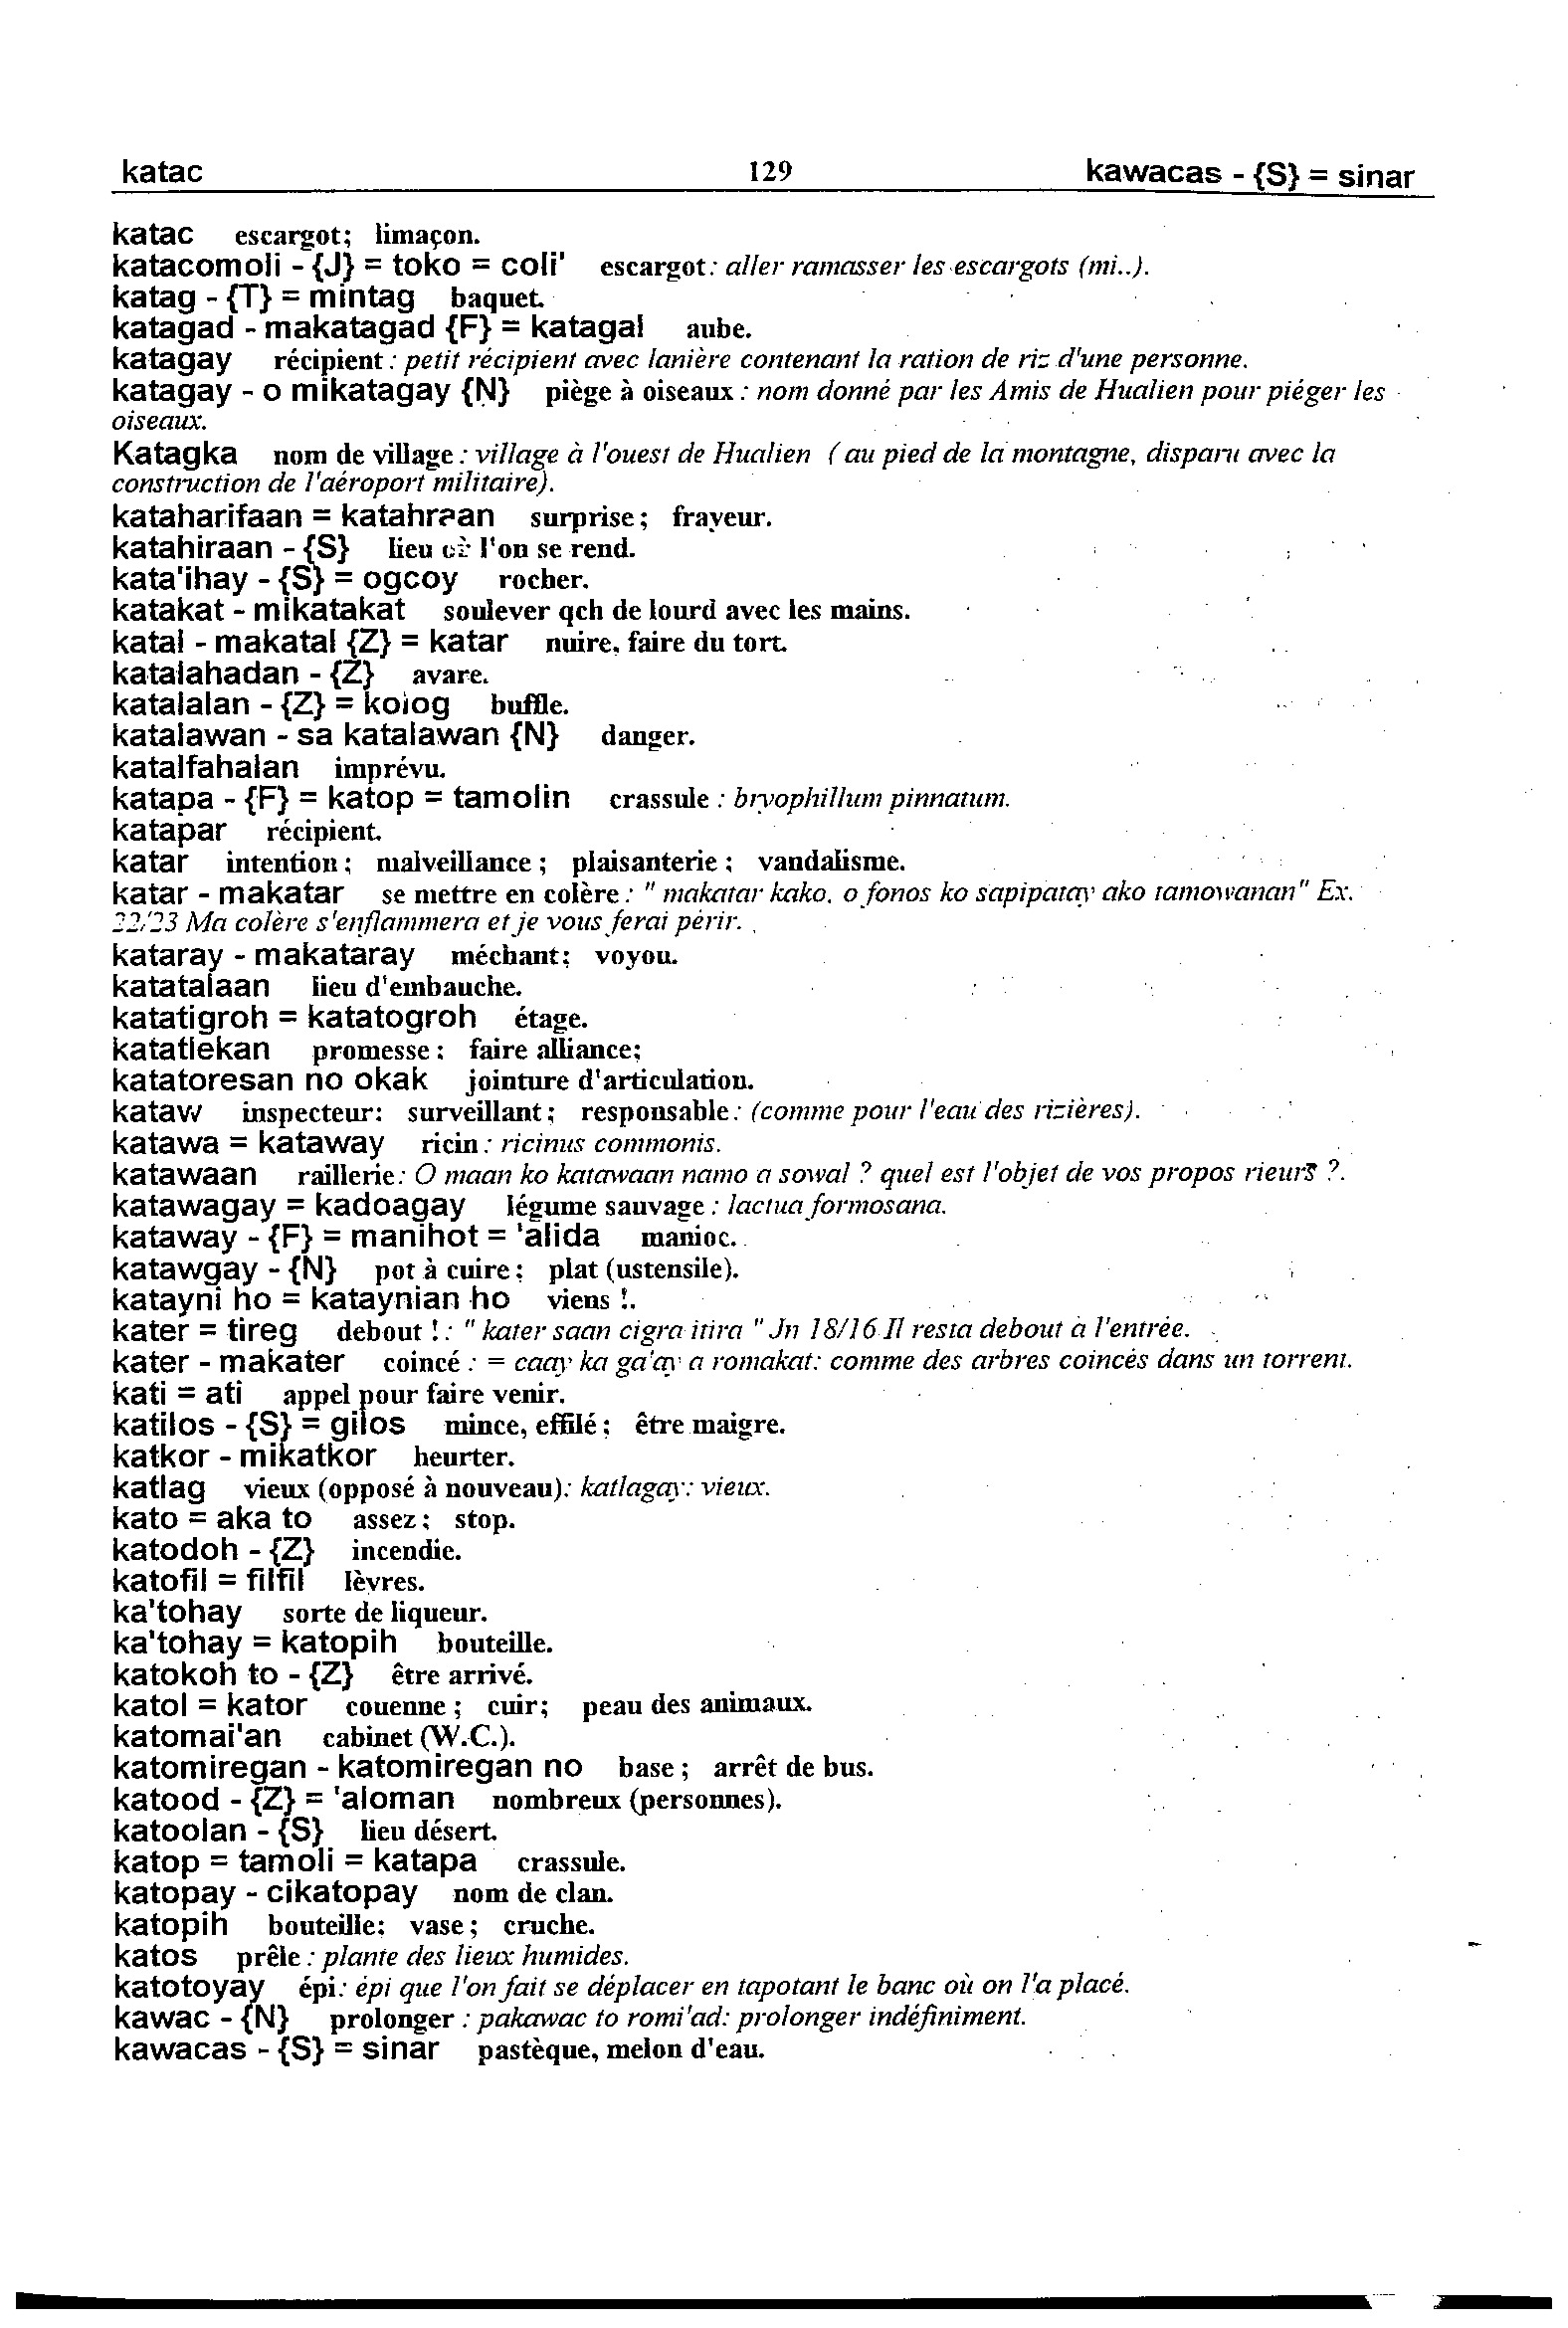 katac 129 kawacas - {S} = sinar
katac escargot; limaçon.
katacomoli - {J} = toko = coli' escargot: aller ramasser les escargots (mi..).
katag - {T} = mintag baquet.
katagad - makatagad {F} = katagal aube.
katagay récipient : petit récipient avec lanière contenant la ration de riz d'une personne.
katagay - o mikatagay {N} piège à oiseaux : nom donné par les Amis de Hualien pour piéger les
oiseaux.
Katagka nom de village : village à l'ouest de Hualien ( au pied de la montagne, disparu avec la
construction de l'aéroport militaire).
kataharifaan = katahraan surprise; frayeur.
katahiraan - {S} lieu où l'on se rend.
kata'ihay - {S} = ogcoy rocher.
katakat - mikatakat soulever qch de lourd avec les mains.
katal - makatal {Z} = katar nuire, faire du tort.
katalahadan - {Z} avare.
katalalan - {Z} = kolog buffle.
katalawan - sa katalawan {N} danger.
katalfahalan imprévu.
katapa - {F} = katop = tamolin crassule : bryophillum pinnatum.
katapar récipient.
katar intention; malveillance; plaisanterie; vandalisme.
katar - makatar se mettre en colère : " makatar kako, o fonos ko sapipatay ako tamowanan" Ex.
22/23 Ma colère s'enflammera et je vous ferai périr.
kataray - makataray méchant; voyou.
katatalaan lieu d'embauche.
katatigroh = katatogroh étage.
katatlekan promesse; faire alliance;
katatoresan no okak jointure d'articulation.
kataw inspecteur; surveillant; responsable: (comme pour l'eau des rizières).
katawa = kataway ricin : ricinus commonis.
katawaan raillerie: O maan ko katawaan namo a sowal ? quel est l'objet de vos propos rieurs ?.
katawagay = kadoagay légume sauvage : lactua formosana.
kataway - {F} = manihot = 'alida manioc.
katawgay - {N} pot à cuire; plat (ustensile).
katayni ho = kataynian ho viens !.
kater = tireg debout ! : " kater saan cigra itira " Jn 18/16 Il resta debout à l'entrée.
kater - makater coincé : = caay ka ga'ay a romakat: comme des arbres coincés dans un torrent.
kati = ati appel pour faire venir.
katilos - {S} = gilos mince, effilé; être maigre.
katkor - mikatkor heurter.
katlag vieux (opposé à nouveau): katlagay: vieux.
kato = aka to assez; stop.
katodoh - {Z} incendie.
katofil = filfil lèvres.
ka'tohay sorte de liqueur.
ka'tohay = katopih bouteille.
katokoh to - {Z} être arrivé.
katol = kator couenne; cuir; peau des animaux.
katomai'an cabinet (W.C.).
katomiregan - katomiregan no base; arrêt de bus.
katood - {Z} = 'aloman nombreux (personnes).
katoolan - {S} lieu désert.
katop = tamoli = katapa crassule.
katopay - cikatopay nom de clan.
katopih bouteille; vase; cruche.
katos prêle : plante des lieux humides.
katotoyay épi: épi que l'on fait se déplacer en tapotant le banc où on l'a placé.
kawac - {N} prolonger : pakawac to romi'ad: prolonger indéfiniment.
kawacas - {S} = sinar pastèque, melon d'eau.